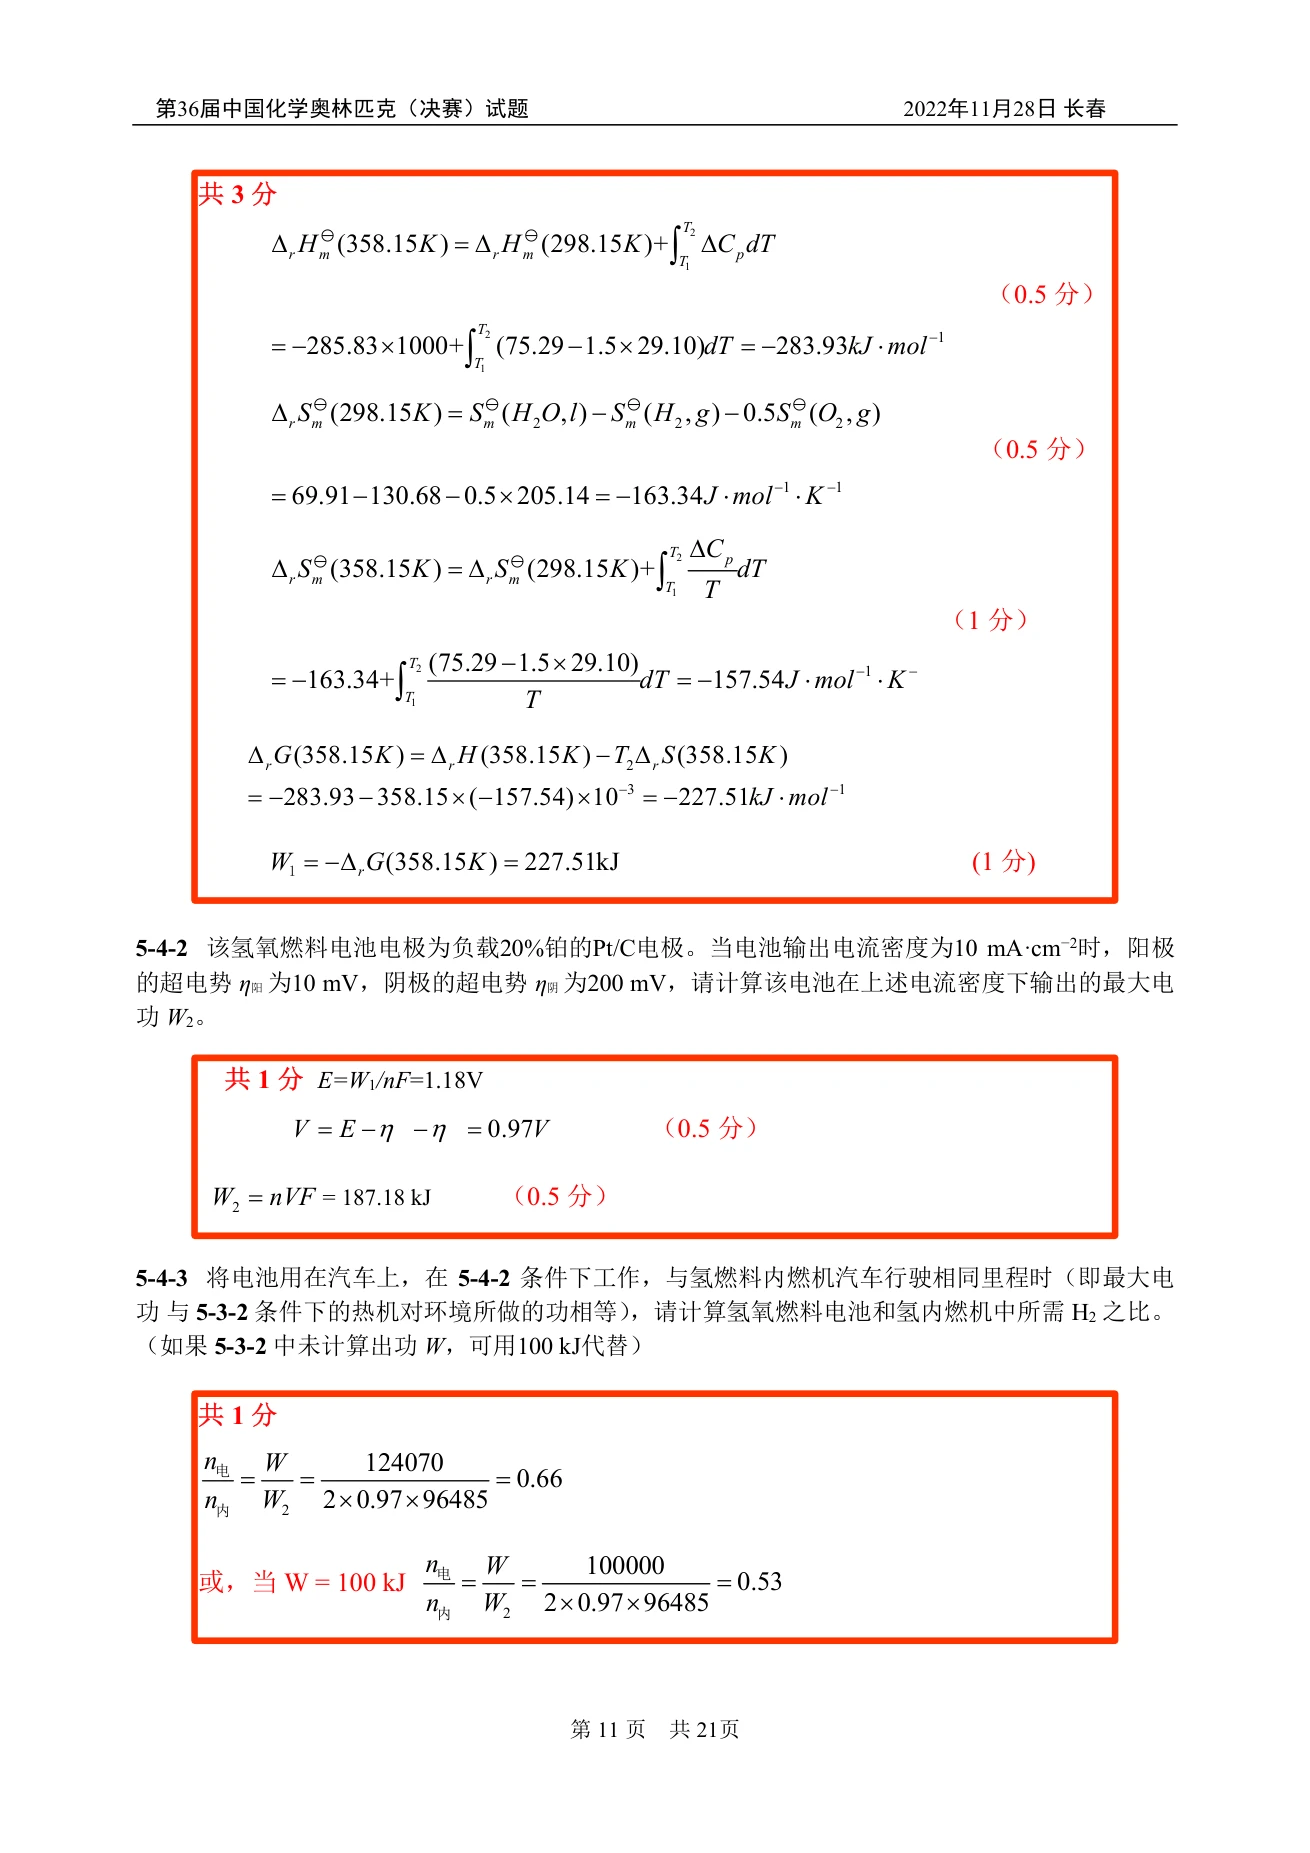 第36届中国化学奥林匹克（决赛）试题 2022年11月28日 长春
共 3 分
Δ_rH_m^⊖(358.15K) = Δ_rH_m^⊖(298.15K)+∫_{T₁}^{T₂} ΔC_p dT
（0.5 分）
= −285.83×1000+∫_{T₁}^{T₂} (75.29−1.5×29.10)dT = −283.93kJ·mol⁻¹
Δ_rS_m^⊖(298.15K) = S_m^⊖(H₂O,l) − S_m^⊖(H₂,g) − 0.5S_m^⊖(O₂,g)
（0.5 分）
= 69.91−130.68−0.5×205.14 = −163.34J·mol⁻¹·K⁻¹
Δ_rS_m^⊖(358.15K) = Δ_rS_m^⊖(298.15K)+∫_{T₁}^{T₂} ΔC_p/T dT
（1 分）
= −163.34+∫_{T₁}^{T₂} (75.29−1.5×29.10)/T dT = −157.54J·mol⁻¹·K⁻
Δ_rG(358.15K) = Δ_rH(358.15K) − T₂Δ_rS(358.15K)
= −283.93−358.15×(−157.54)×10⁻³ = −227.51kJ·mol⁻¹
W₁ = −Δ_rG(358.15K) = 227.51kJ (1 分)
5-4-2 该氢氧燃料电池电极为负载20%铂的Pt/C电极。当电池输出电流密度为10 mA·cm⁻²时，阳极
的超电势 η阳 为10 mV，阴极的超电势 η阴 为200 mV，请计算该电池在上述电流密度下输出的最大电
功 W₂。
共 1 分 E=W₁/nF=1.18V
V = E − η − η = 0.97V （0.5 分）
W₂ = nVF = 187.18 kJ （0.5 分）
5-4-3 将电池用在汽车上，在 5-4-2 条件下工作，与氢燃料内燃机汽车行驶相同里程时（即最大电
功 与 5-3-2 条件下的热机对环境所做的功相等），请计算氢氧燃料电池和氢内燃机中所需 H₂ 之比。
（如果 5-3-2 中未计算出功 W，可用100 kJ代替）
共 1 分
n电/n内 = W/W₂ = 124070/(2×0.97×96485) = 0.66
或，当 W = 100 kJ n电/n内 = W/W₂ = 100000/(2×0.97×96485) = 0.53
第 11 页 共 21页